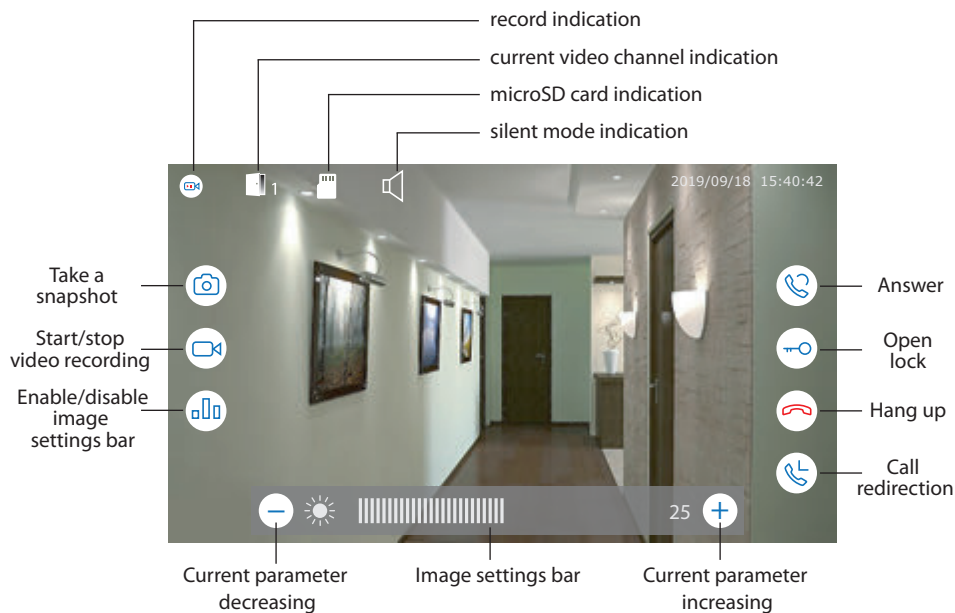 record indication
current video channel indication
microSD card indication
silent mode indication
1
2019/09/18 15:40:42
Take a
snapshot
Answer
Start/stop
video recording
Open
lock
Enable/disable
image
settings bar
Hang up
Call
redirection
25
Current parameter
decreasing
Image settings bar
Current parameter
increasing